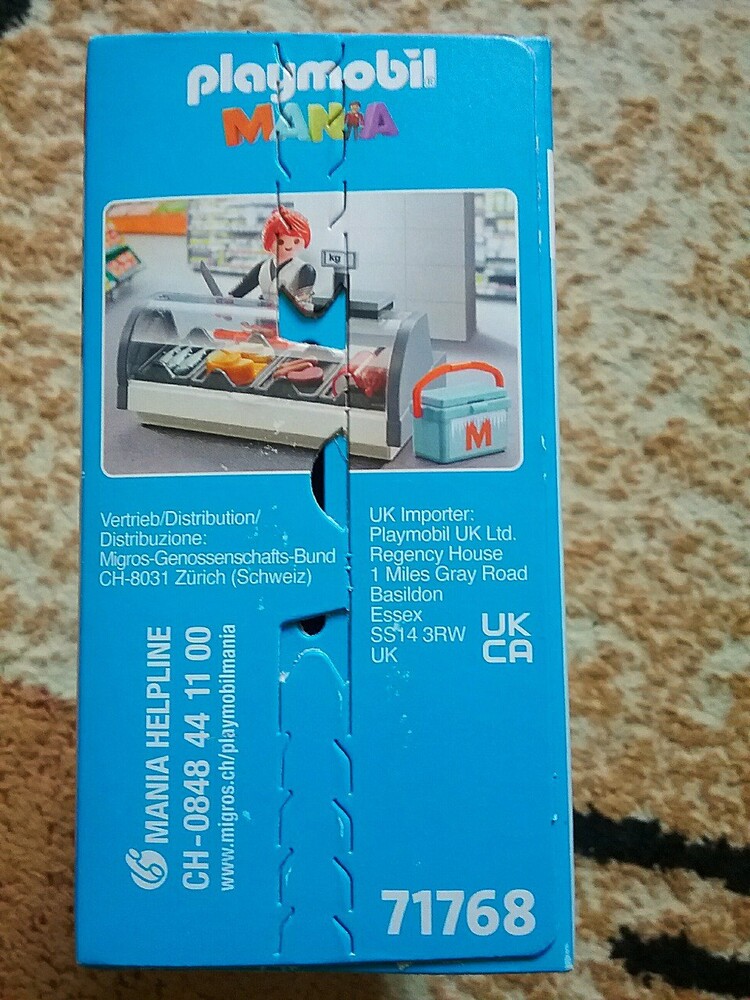 playmobil®
MANIA
kg
M
Vertrieb/Distribution/
Distribuzione:
Migros-Genossenschafts-Bund
CH-8031 Zürich (Schweiz)
UK Importer:
Playmobil UK Ltd.
Regency House
1 Miles Gray Road
Basildon
Essex
SS14 3RW
UK
UK
CA
MANIA HELPLINE
CH-0848 44 11 00
www.migros.ch/playmobilmania
71768